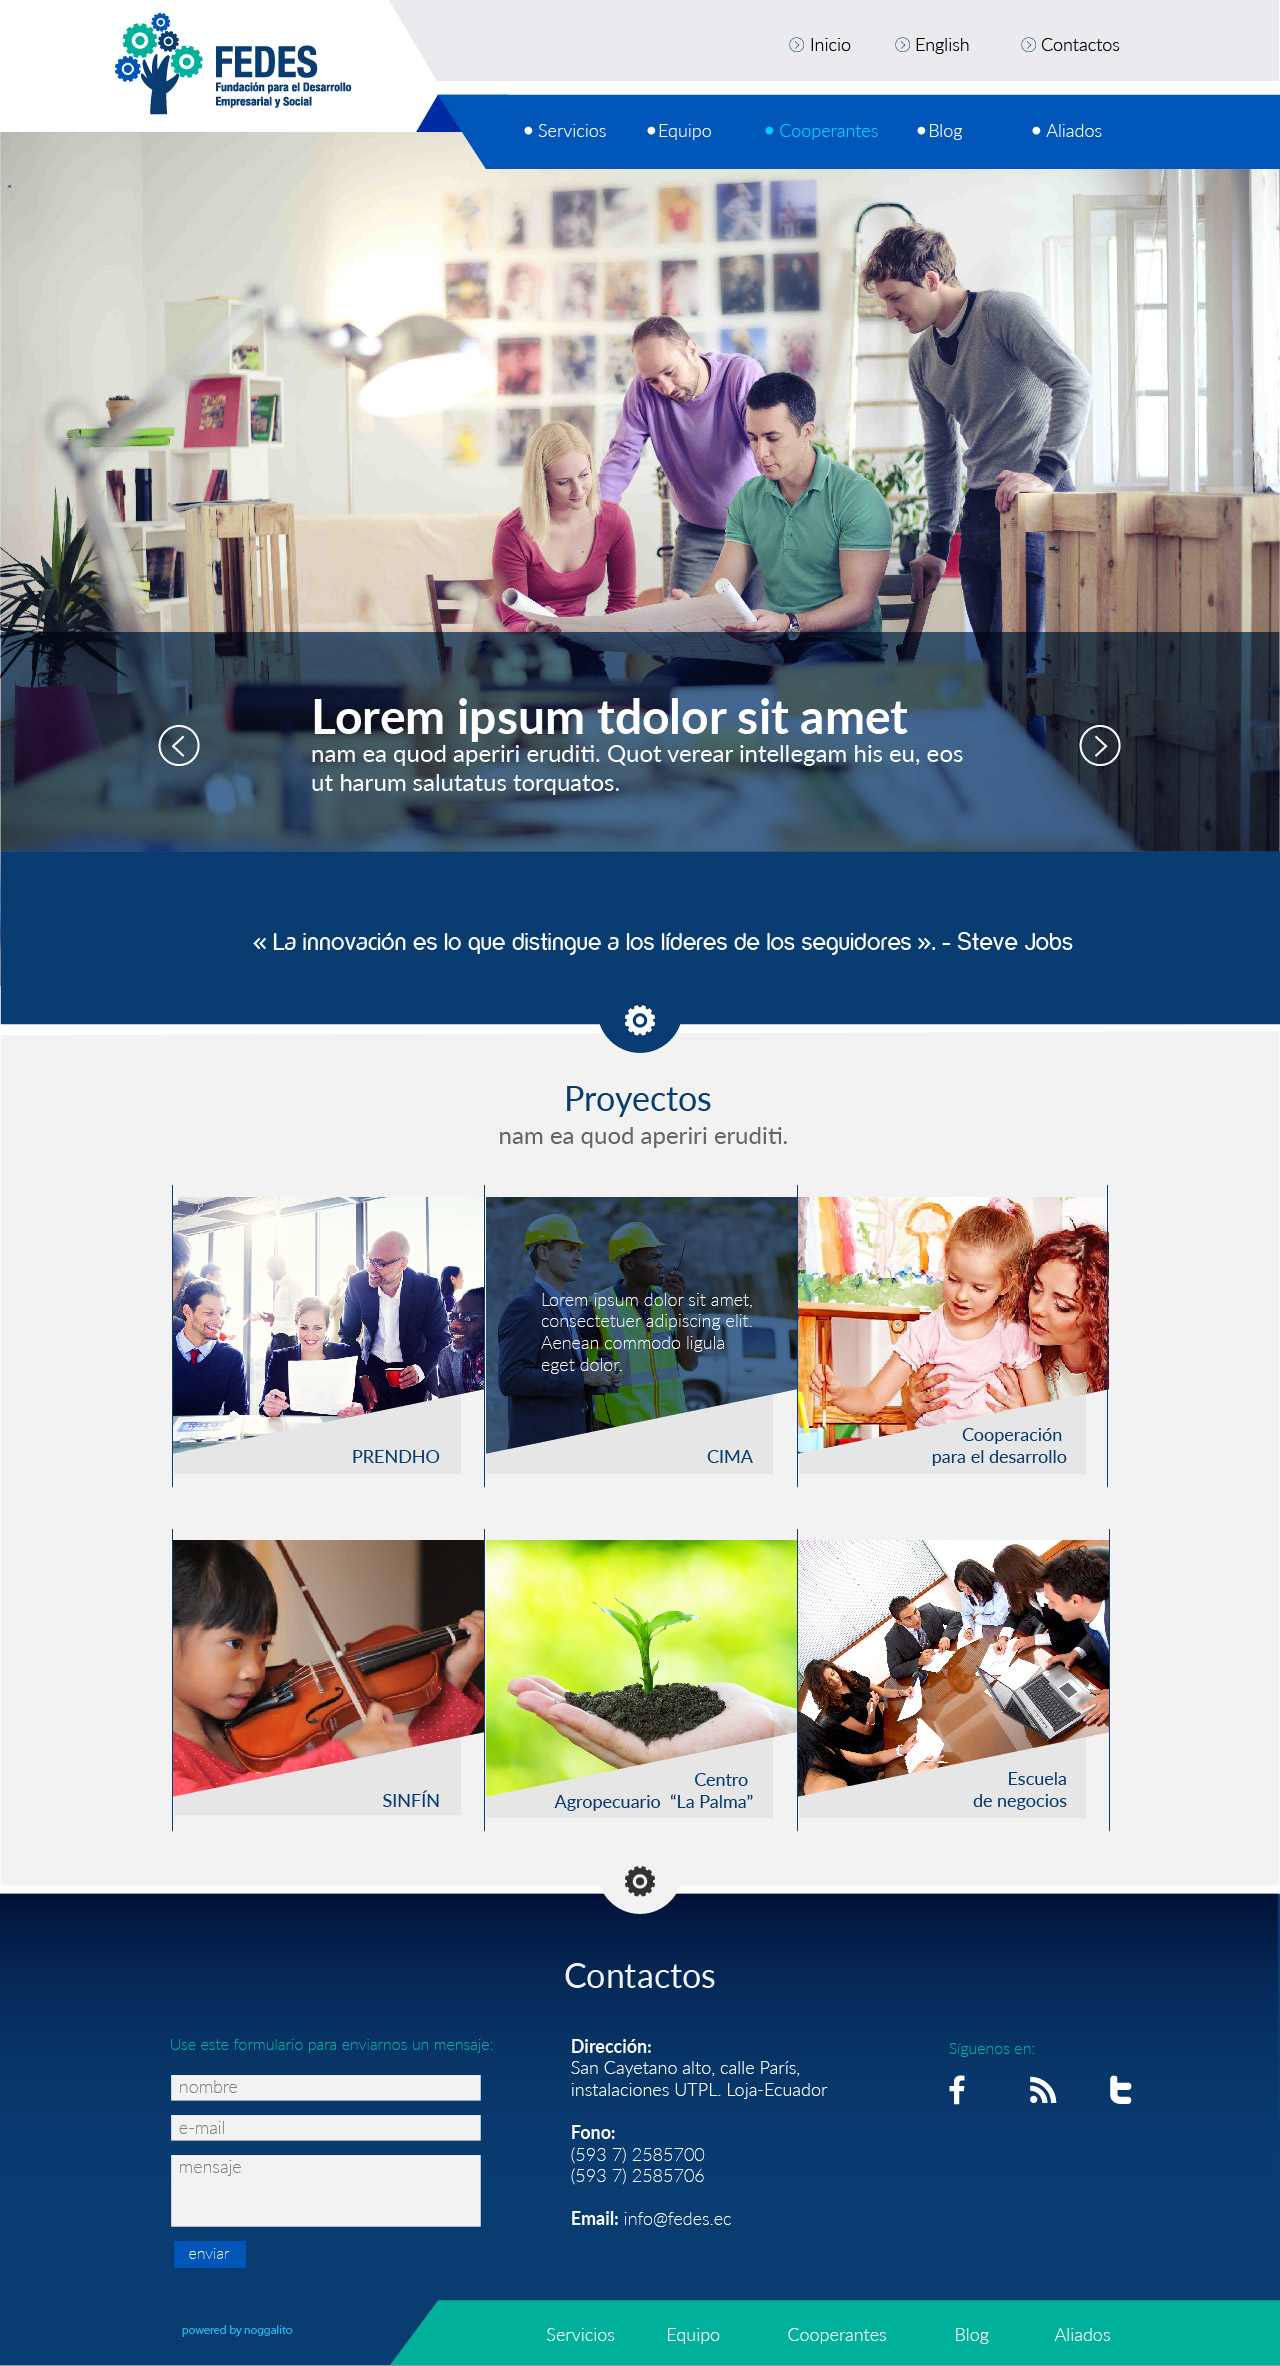 FEDES
Fundación para el Desarrollo
Empresarial y Social
Inicio
English
Contactos
Servicios
Equipo
Cooperantes
Blog
Aliados
Lorem ipsum tdolor sit amet
nam ea quod aperiri eruditi. Quot verear intellegam his eu, eos
ut harum salutatus torquatos.
« La innovación es lo que distingue a los líderes de los seguidores ». - Steve Jobs
Proyectos
nam ea quod aperiri eruditi.
PRENDHO
Lorem ipsum dolor sit amet,
consectetuer adipiscing elit.
Aenean commodo ligula
eget dolor.
CIMA
Cooperación
para el desarrollo
SINFÍN
Centro
Agropecuario “La Palma”
Escuela
de negocios
Contactos
Use este formulario para enviarnos un mensaje:
nombre
e-mail
mensaje
enviar
Dirección:
San Cayetano alto, calle París,
instalaciones UTPL. Loja-Ecuador
Fono:
(593 7) 2585700
(593 7) 2585706
Email: info@fedes.ec
Síguenos en:
powered by noggalito
Servicios
Equipo
Cooperantes
Blog
Aliados